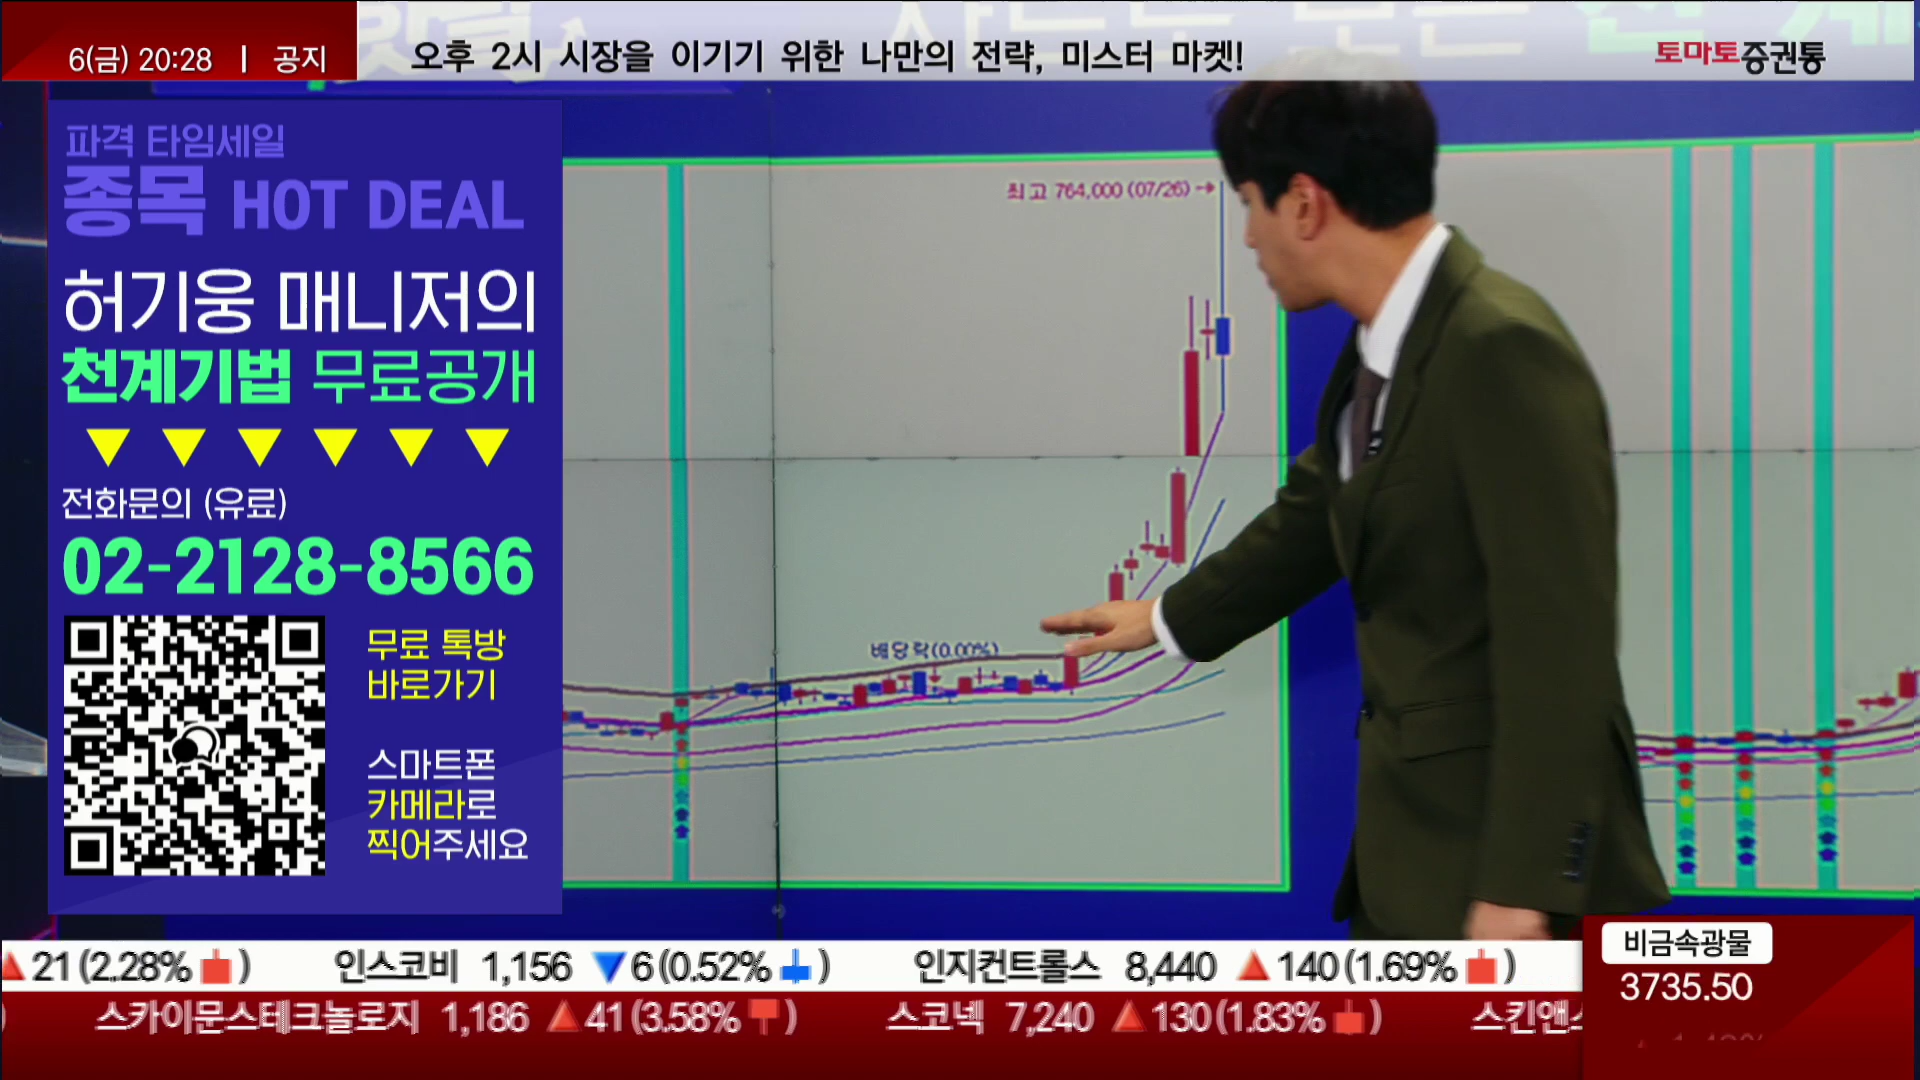 6(금) 20:28 | 공지
오후 2시 시장을 이기기 위한 나만의 전략, 미스터 마켓!
토마토증권통
파격 타임세일
종목 HOT DEAL
허기웅 매니저의
천계기법 무료공개
▼ ▼ ▼ ▼ ▼ ▼
전화문의 (유료)
02-2128-8566
무료 톡방
바로가기
스마트폰
카메라로
찍어주세요
최고 764,000 (07/26) →
배당락(0.00%)
▲21(2.28% ) 인스코비 1,156 ▼6(0.52% ) 인지컨트롤스 8,440 ▲140(1.69% )
) 스카이문스테크놀로지 1,186 ▲41(3.58% ) 스코넥 7,240 ▲130(1.83% ) 스킨앤
비금속광물
3735.50